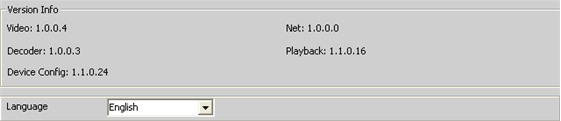 Version Info
Video: 1.0.0.4 Net: 1.0.0.0
Decoder: 1.0.0.3 Playback: 1.1.0.16
Device Config: 1.1.0.24
Language English